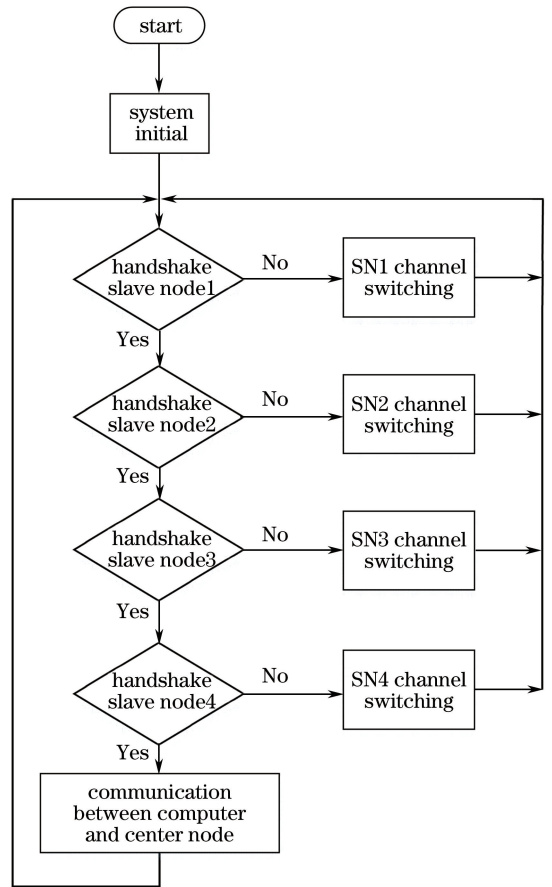 start
system
initial
handshake
slave node1
No
SN1 channel
switching
Yes
handshake
slave node2
No
SN2 channel
switching
Yes
handshake
slave node3
No
SN3 channel
switching
Yes
handshake
slave node4
No
SN4 channel
switching
Yes
communication
between computer
and center node